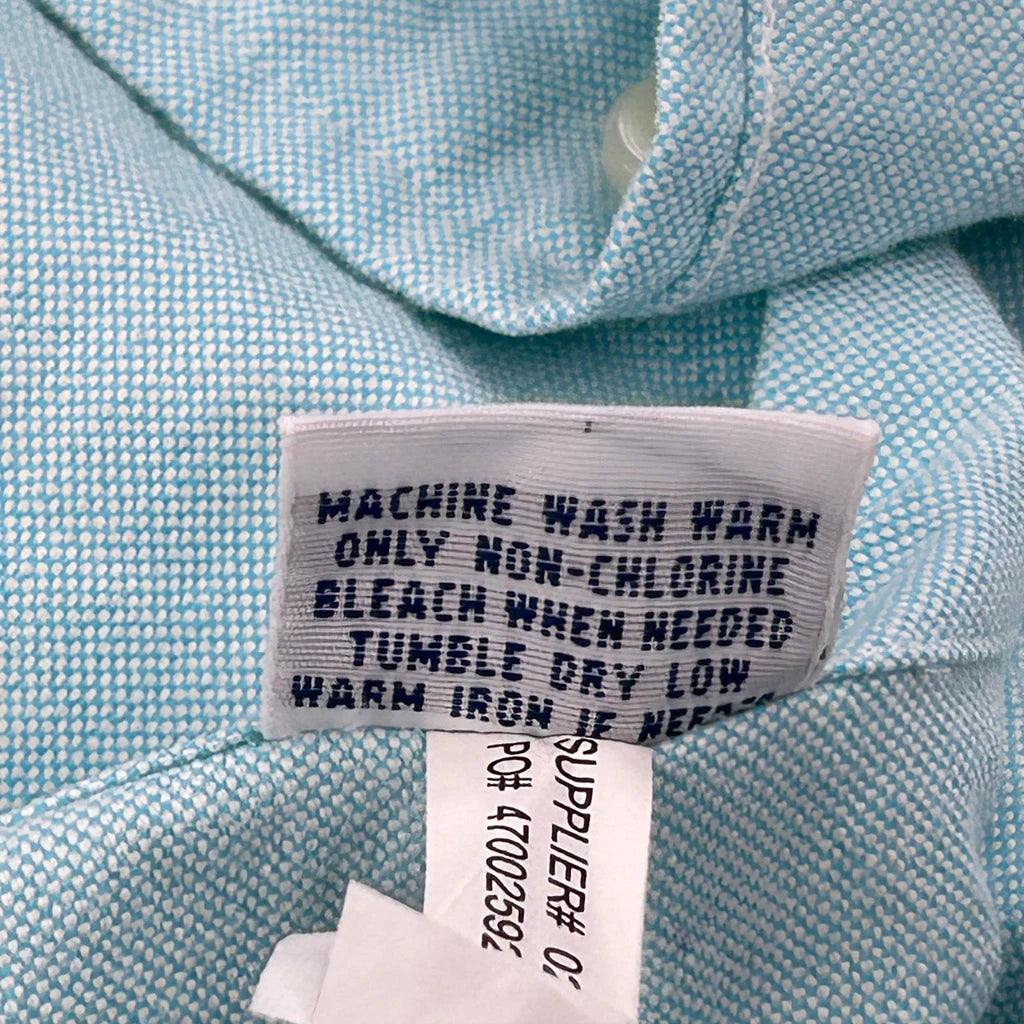 MACHINE WASH WARM
ONLY NON-CHLORINE
BLEACH WHEN NEEDED
TUMBLE DRY LOW
WARM IRON IF
SUPPLIER#
PO#